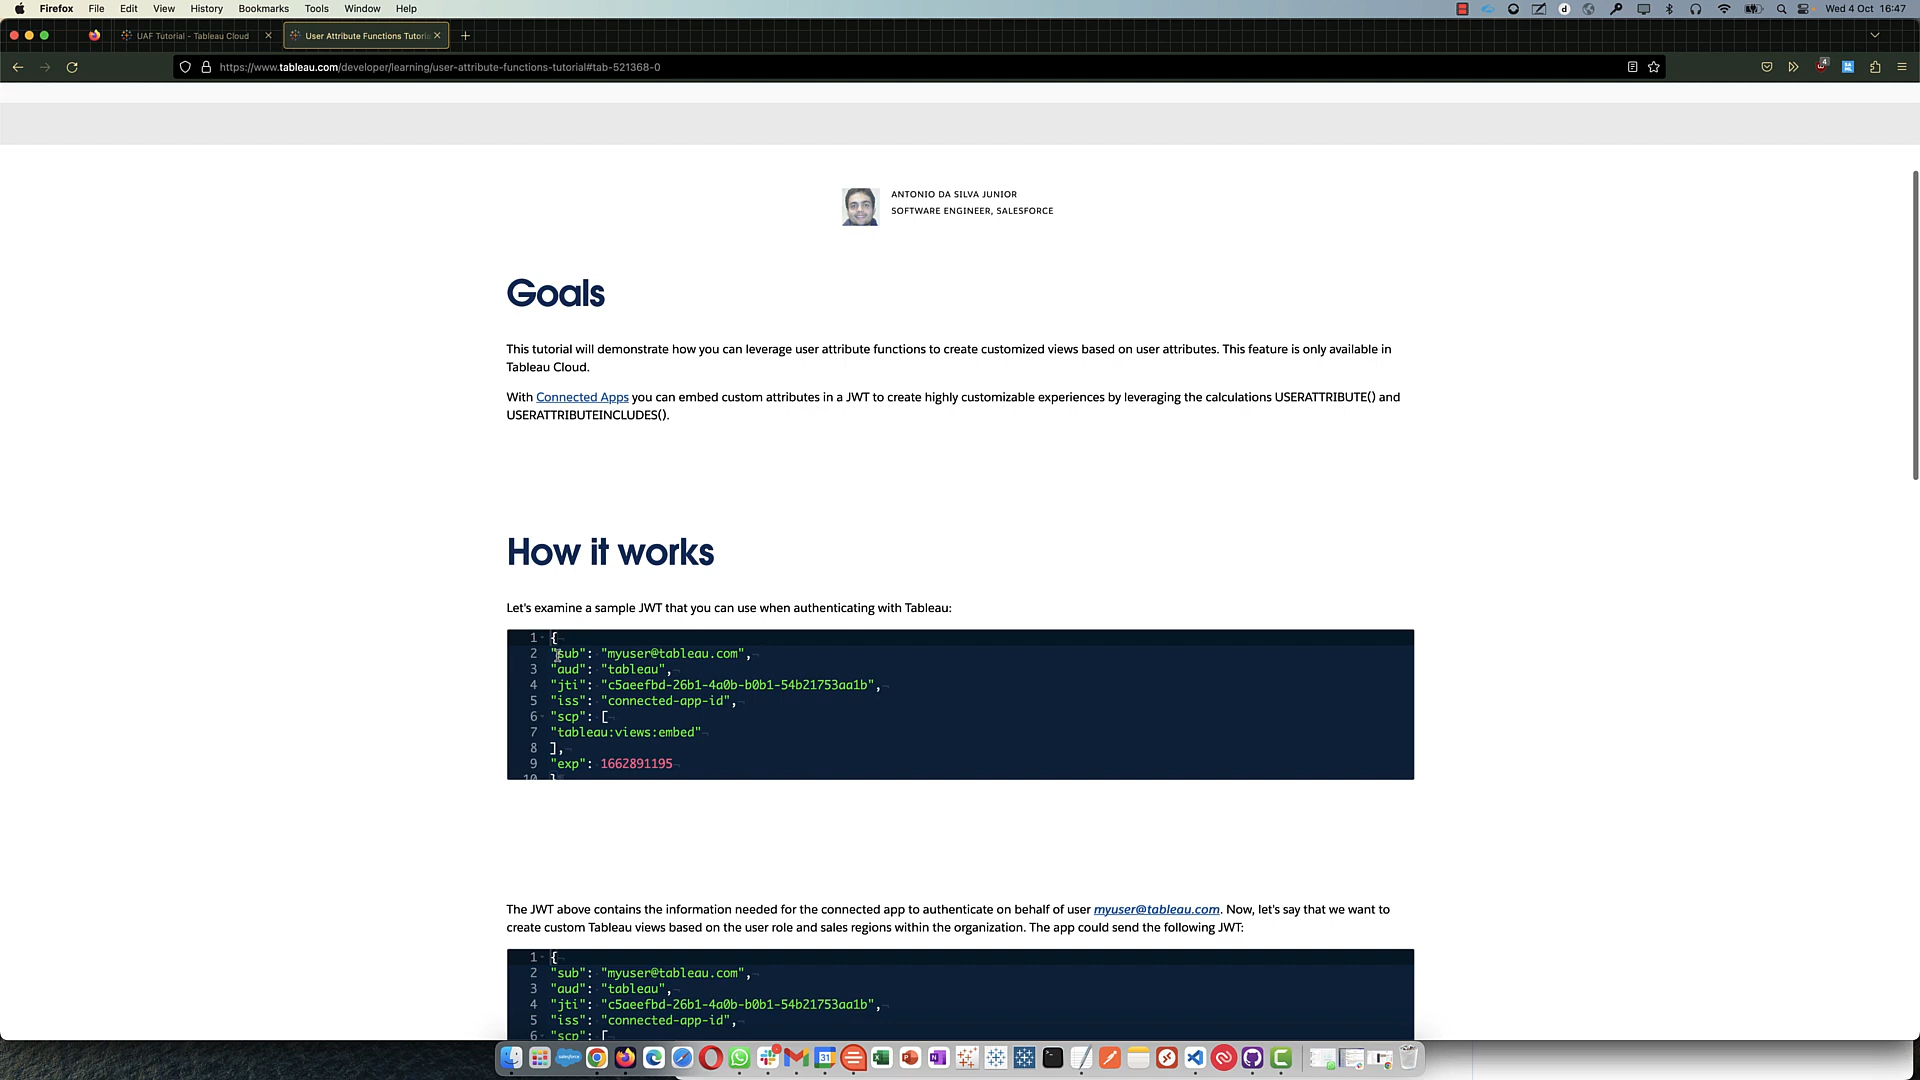 Firefox File Edit View History Bookmarks Tools Window Help
Wed 4 Oct 16:47
UAF Tutorial - Tableau Cloud
User Attribute Functions Tutoria
https://www.tableau.com/developer/learning/user-attribute-functions-tutorial#tab-521368-0
4
ANTONIO DA SILVA JUNIOR
SOFTWARE ENGINEER, SALESFORCE
Goals
This tutorial will demonstrate how you can leverage user attribute functions to create customized views based on user attributes. This feature is only available in
Tableau Cloud.
With Connected Apps you can embed custom attributes in a JWT to create highly customizable experiences by leveraging the calculations USERATTRIBUTE() and
USERATTRIBUTEINCLUDES().
How it works
Let's examine a sample JWT that you can use when authenticating with Tableau:
1 {
2 "sub": "myuser@tableau.com",
3 "aud": "tableau",
4 "jti": "c5aeefbd-26b1-4a0b-b0b1-54b21753aa1b",
5 "iss": "connected-app-id",
6 "scp": [
7 "tableau:views:embed"
8 ],
9 "exp": 1662891195
10 }
The JWT above contains the information needed for the connected app to authenticate on behalf of user myuser@tableau.com. Now, let's say that we want to
create custom Tableau views based on the user role and sales regions within the organization. The app could send the following JWT:
1 {
2 "sub": "myuser@tableau.com",
3 "aud": "tableau",
4 "jti": "c5aeefbd-26b1-4a0b-b0b1-54b21753aa1b",
5 "iss": "connected-app-id",
6 "scp": [